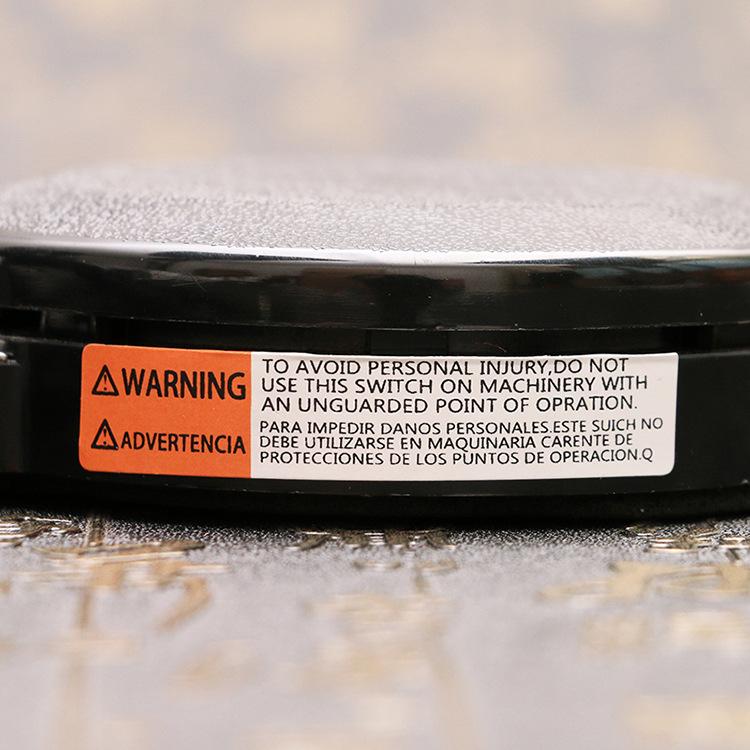 ⚠WARNING
TO AVOID PERSONAL INJURY,DO NOT
USE THIS SWITCH ON MACHINERY WITH
AN UNGUARDED POINT OF OPRATION.
⚠ADVERTENCIA
PARA IMPEDIR DANOS PERSONALES.ESTE SUICH NO
DEBE UTILIZARSE EN MAQUINARIA CARENTE DE
PROTECCIONES DE LOS PUNTOS DE OPERACION.Q